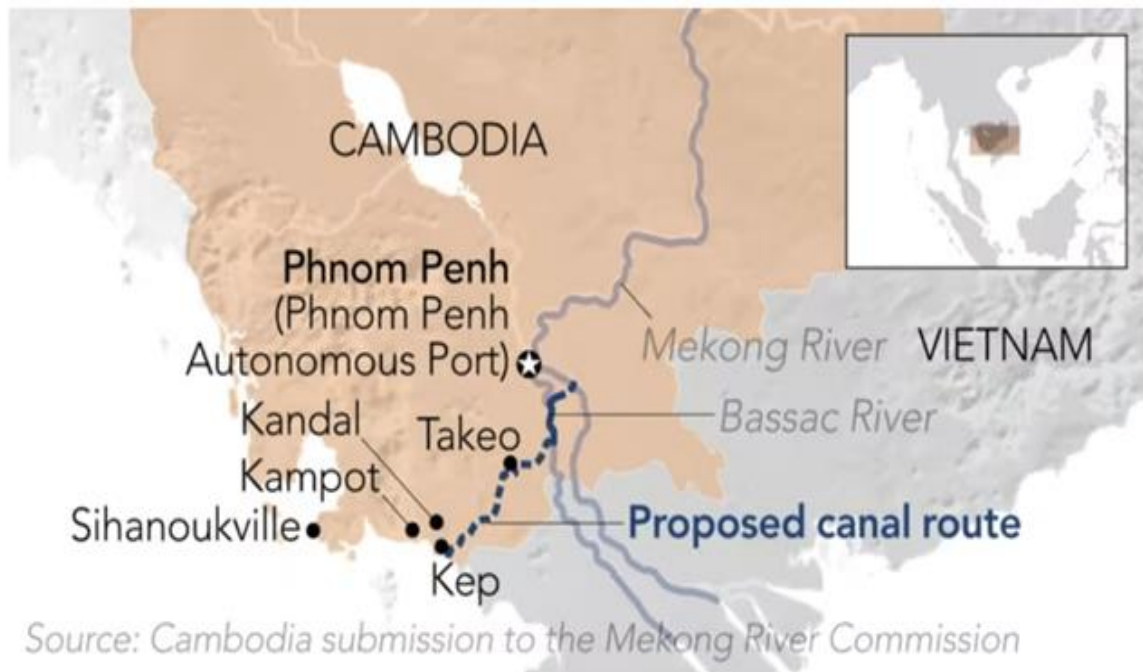 CAMBODIA
Phnom Penh
(Phnom Penh
Autonomous Port)
Mekong River
VIETNAM
Kandal
Takeo
Bassac River
Kampot
Sihanoukville
Proposed canal route
Kep
Source: Cambodia submission to the Mekong River Commission